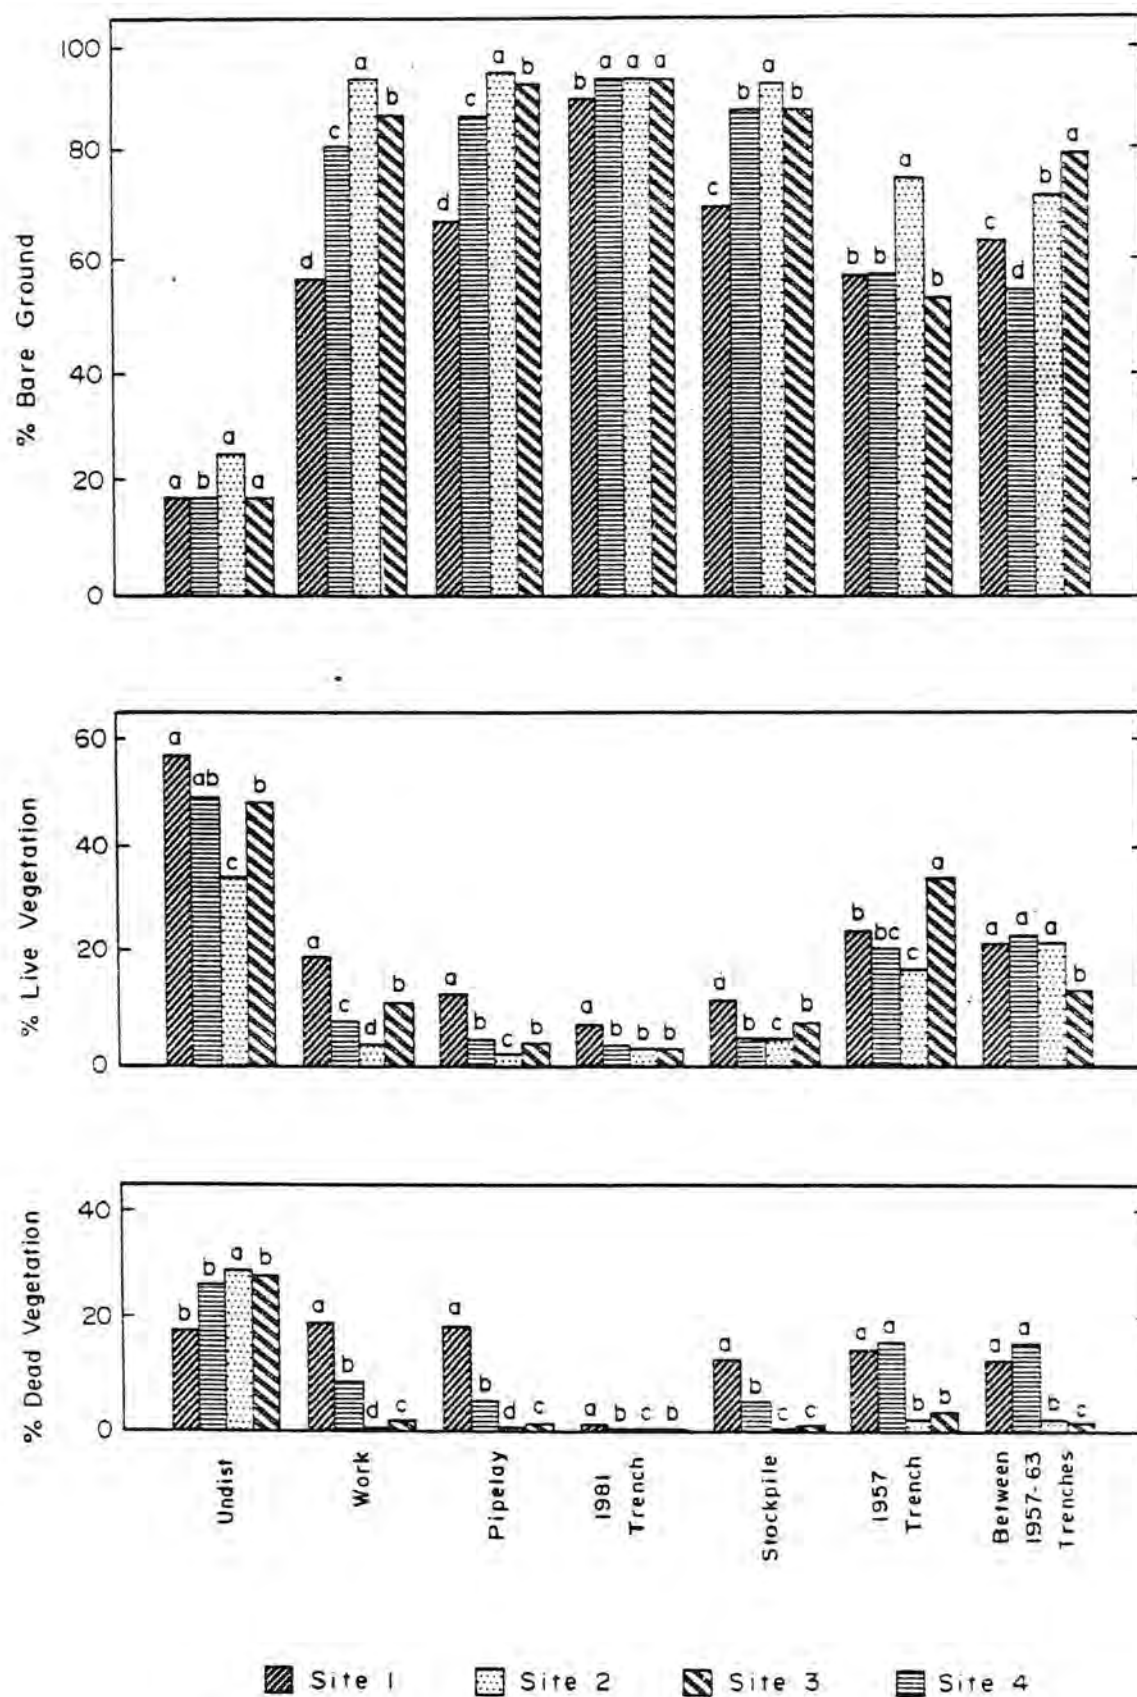 % Bare Ground
100
80
60
40
20
0
a b a a
d c a b
d c a b
b a a a
c b a b
b b a b
c d b a
% Live Vegetation
60
40
20
0
a ab c b
a c d b
a b c b
a b b b
a b c b
b bc c a
a a a b
% Dead Vegetation
40
20
0
b b a b
a b d c
a b d c
a b c b
a b c c
a a b b
a a b c
Undist
Work
Pipelay
1981
Trench
Stockpile
1957
Trench
Between
1957-63
Trenches
Site 1 Site 2 Site 3 Site 4